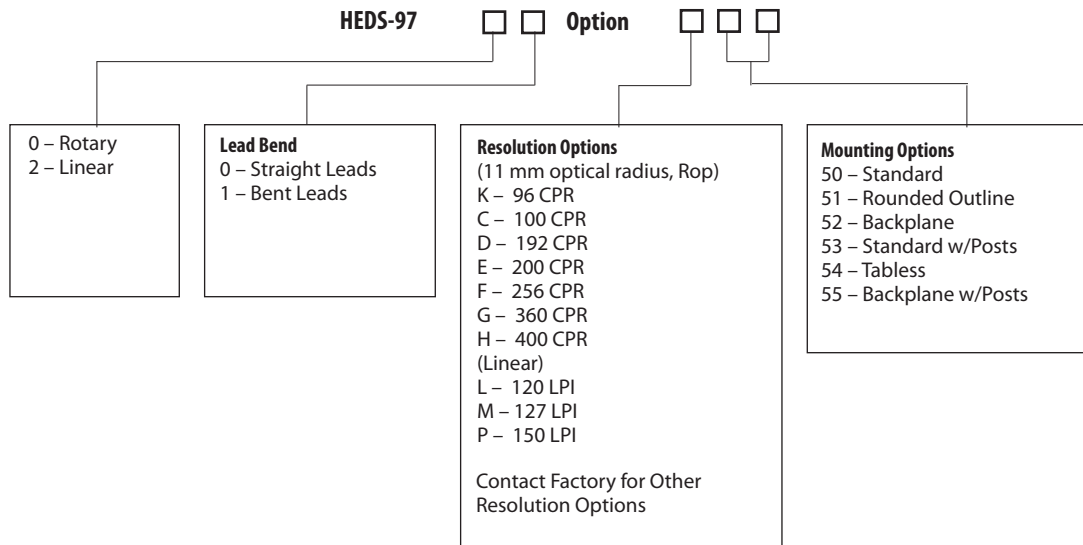 HEDS-97 Option
0 – Rotary
2 – Linear
Lead Bend
0 – Straight Leads
1 – Bent Leads
Resolution Options
(11 mm optical radius, Rop)
K – 96 CPR
C – 100 CPR
D – 192 CPR
E – 200 CPR
F – 256 CPR
G – 360 CPR
H – 400 CPR
(Linear)
L – 120 LPI
M – 127 LPI
P – 150 LPI
Contact Factory for Other
Resolution Options
Mounting Options
50 – Standard
51 – Rounded Outline
52 – Backplane
53 – Standard w/Posts
54 – Tabless
55 – Backplane w/Posts